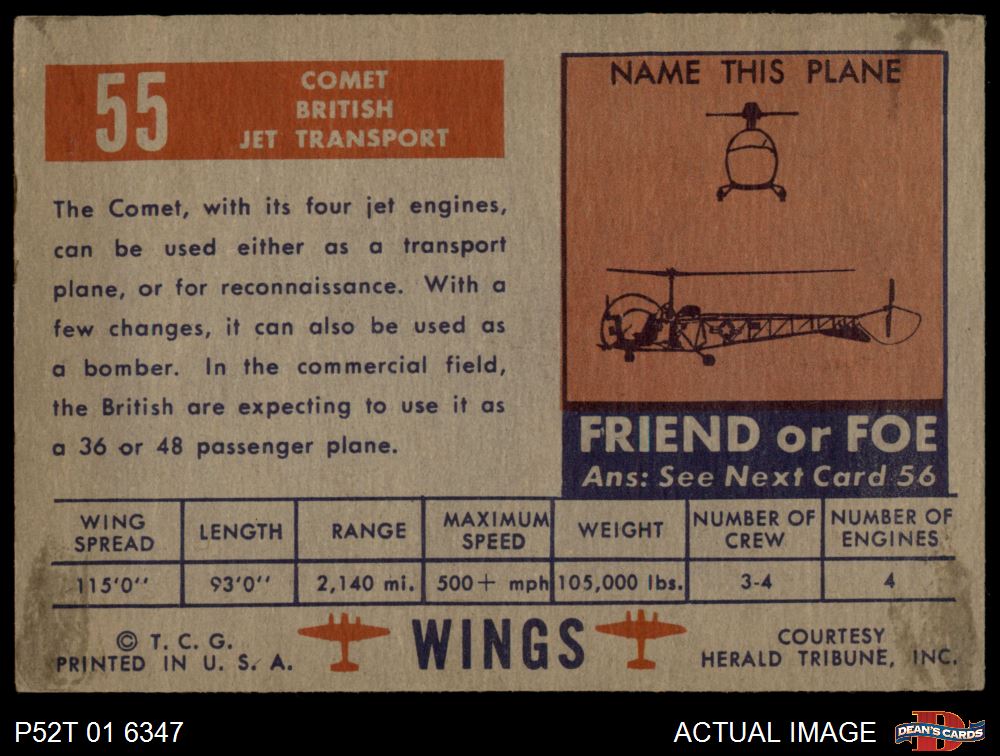 55
COMET
BRITISH
JET TRANSPORT
The Comet, with its four jet engines,
can be used either as a transport
plane, or for reconnaissance. With a
few changes, it can also be used as
a bomber. In the commercial field,
the British are expecting to use it as
a 36 or 48 passenger plane.
NAME THIS PLANE
FRIEND or FOE
Ans: See Next Card 56
WING SPREAD LENGTH RANGE MAXIMUM SPEED WEIGHT NUMBER OF CREW NUMBER OF ENGINES
115'0'' 93'0'' 2,140 mi. 500+ mph 105,000 lbs. 3-4 4
© T. C. G.
PRINTED IN U. S. A.
WINGS
COURTESY
HERALD TRIBUNE, INC.
P52T 01 6347
ACTUAL IMAGE
D
DEAN'S CARDS